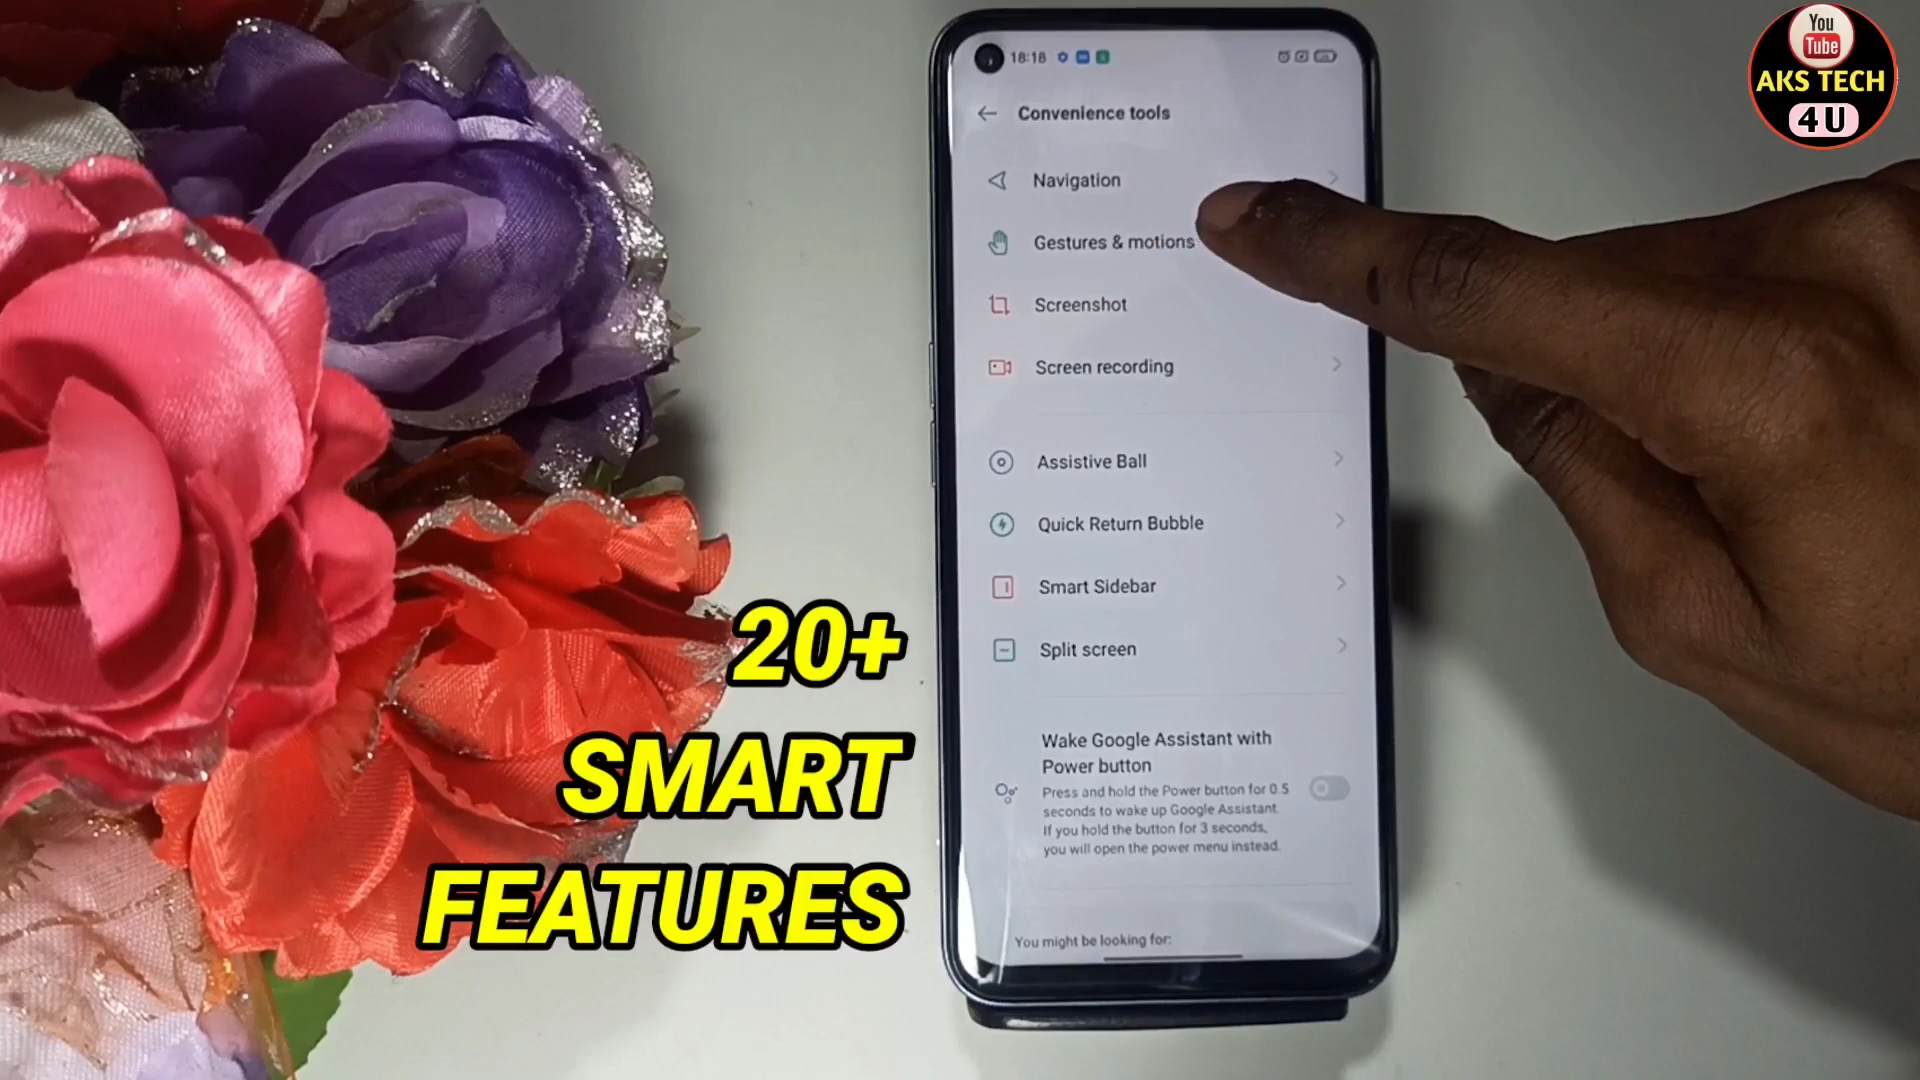 You
Tube
AKS TECH
4 U
18:18
Convenience tools
Navigation
Gestures & motions
Screenshot
Screen recording
Assistive Ball
Quick Return Bubble
Smart Sidebar
Split screen
Wake Google Assistant with
Power button
Press and hold the Power button for 0.5
seconds to wake up Google Assistant.
If you hold the button for 3 seconds,
you will open the power menu instead.
You might be looking for:
20+
SMART
FEATURES